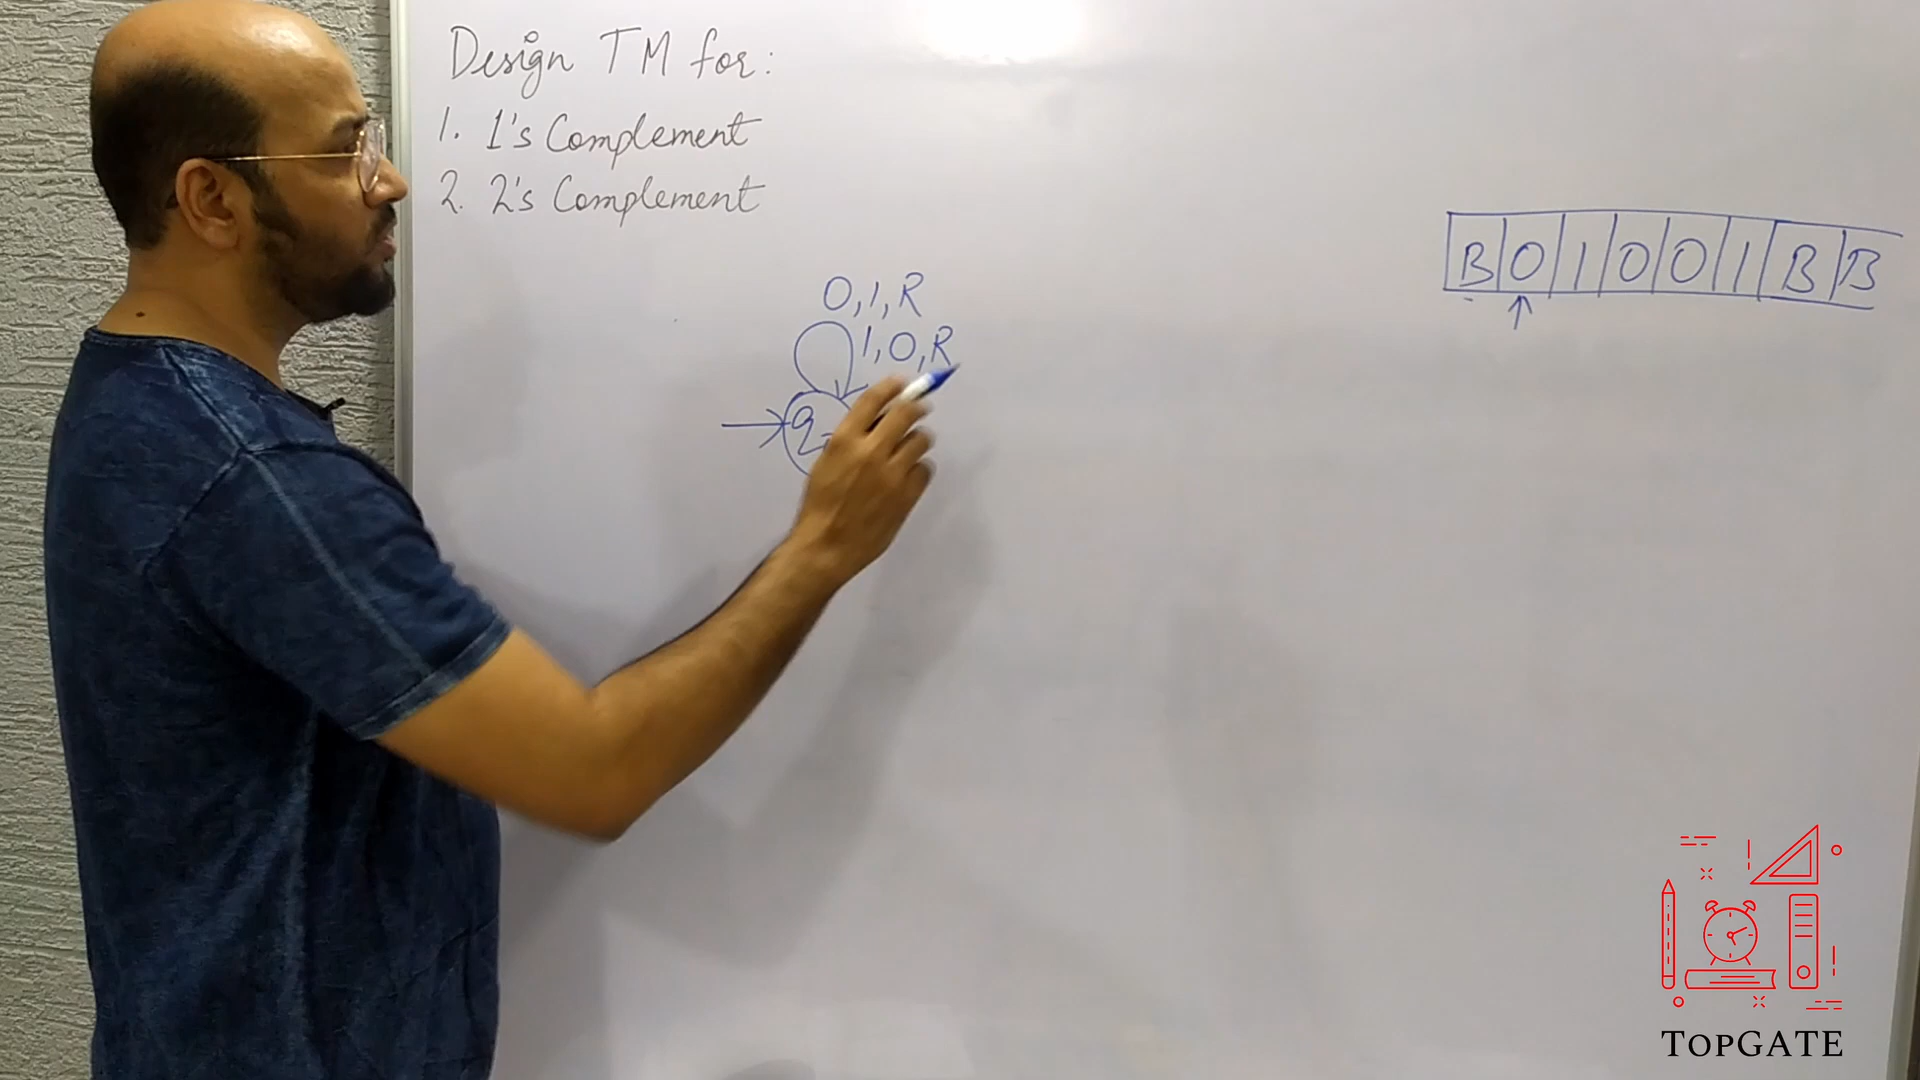 Design TM for:
1. 1's Complement
2. 2's Complement
B 0 1 0 0 1 B B
0,1,R
1,0,R
q
TOPGATE